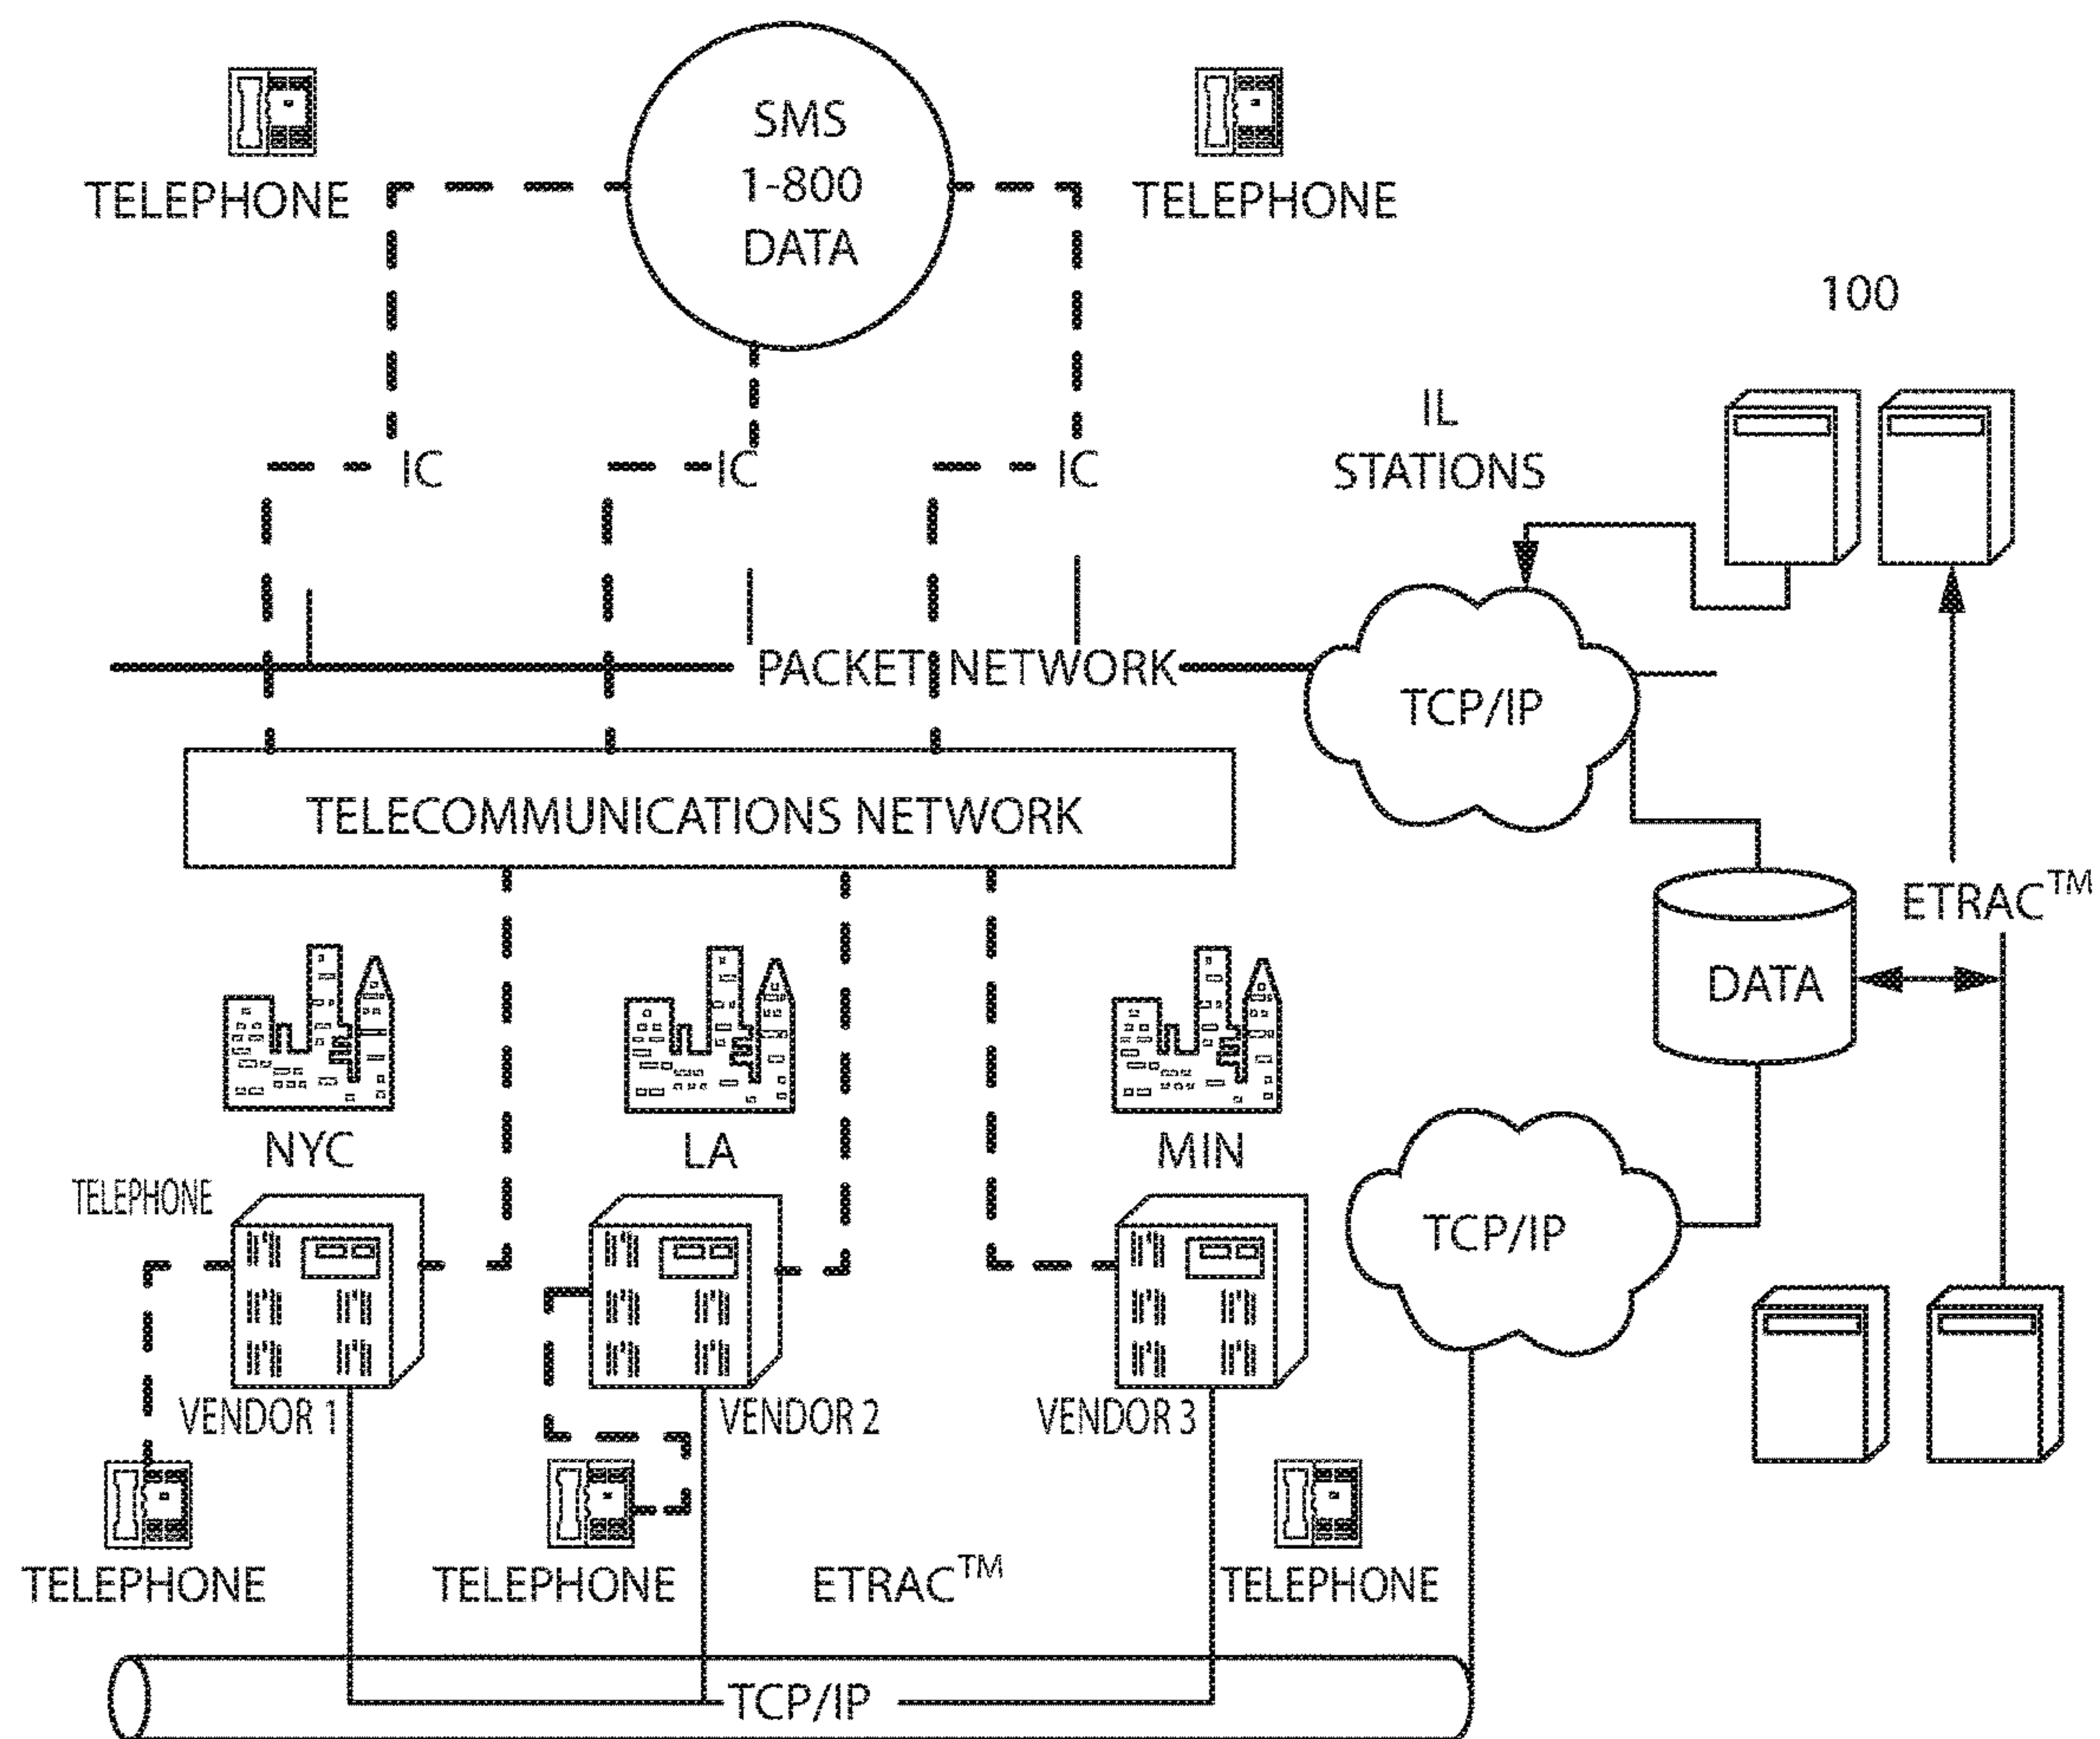 SMS
1-800
DATA
TELEPHONE
TELEPHONE
100
IL
STATIONS
IC
IC
IC
PACKET NETWORK
TCP/IP
TELECOMMUNICATIONS NETWORK
ETRAC™
DATA
NYC
LA
MIN
TELEPHONE
TCP/IP
VENDOR 1
VENDOR 2
VENDOR 3
TELEPHONE
TELEPHONE
ETRAC™
TELEPHONE
TCP/IP